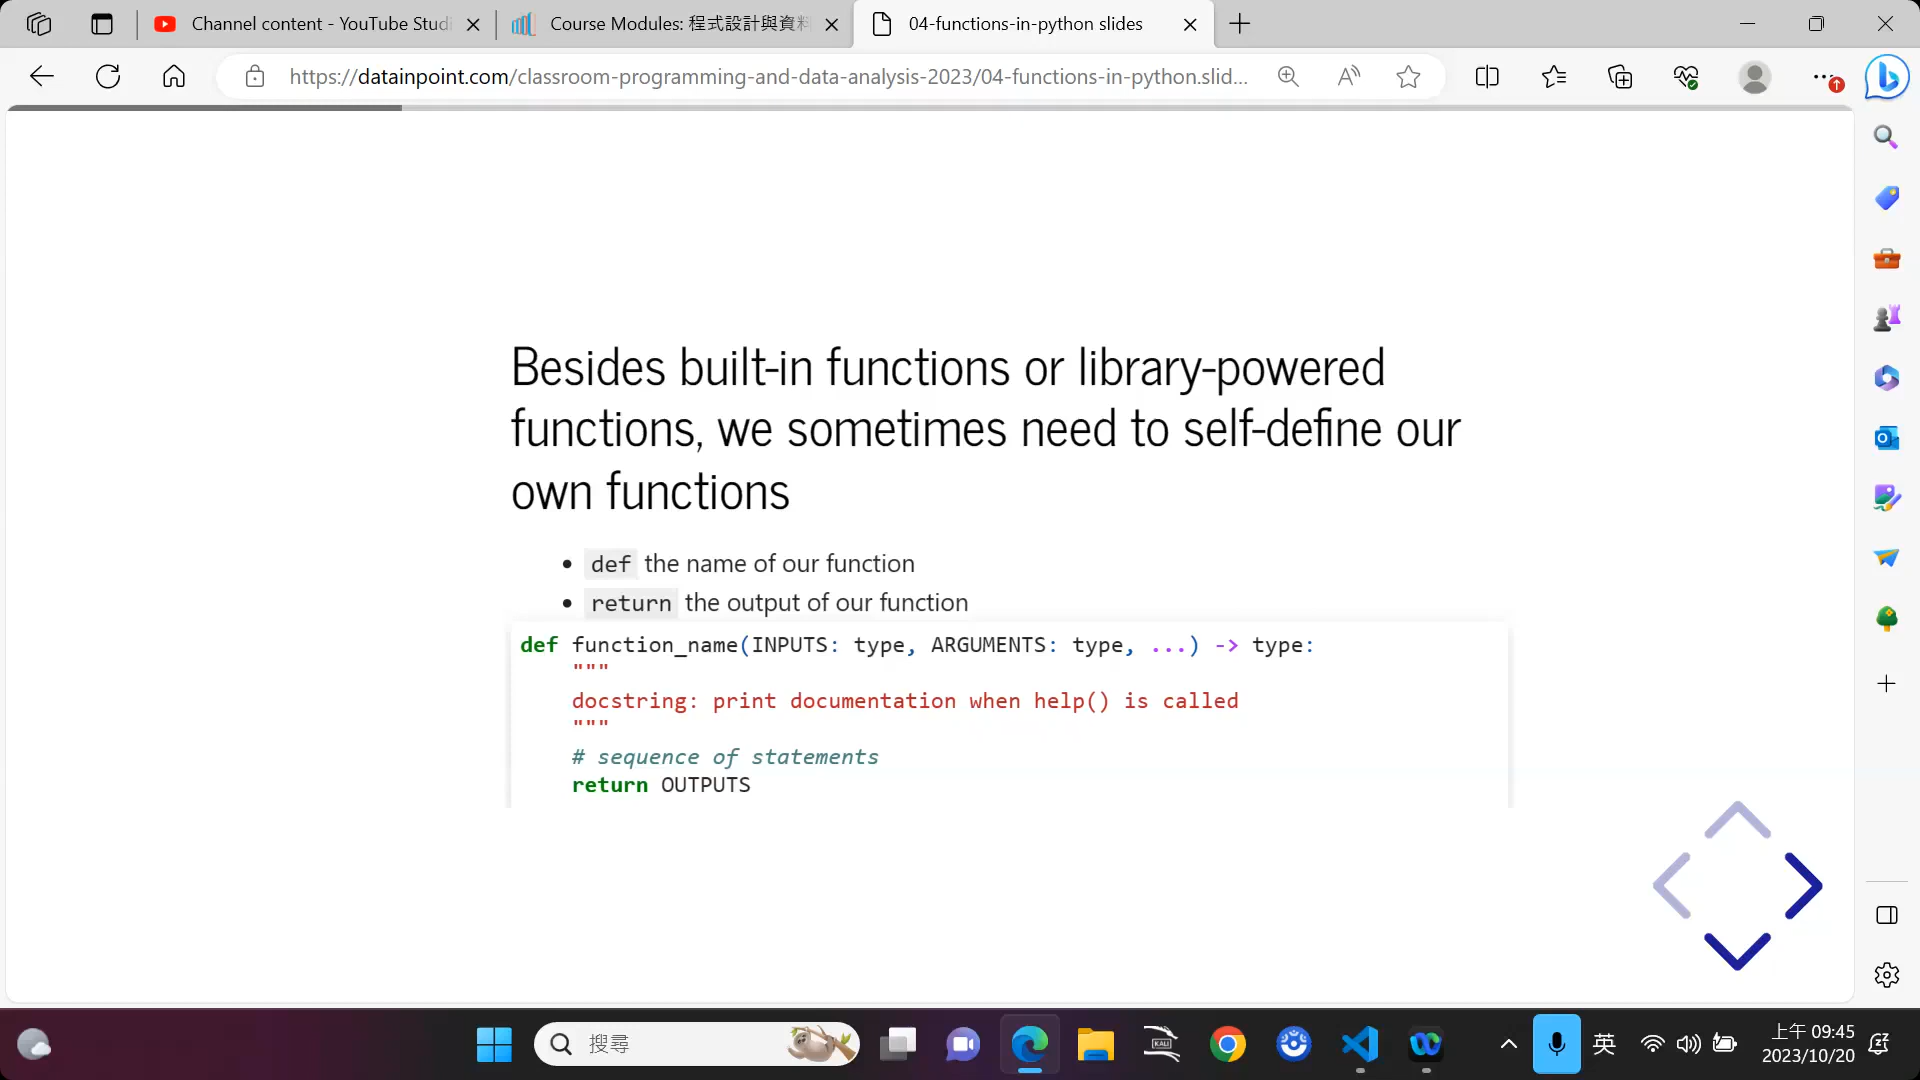 Channel content - YouTube Studi
Course Modules: 程式設計與資料
04-functions-in-python slides
https://datainpoint.com/classroom-programming-and-data-analysis-2023/04-functions-in-python.slid...
Besides built-in functions or library-powered
functions, we sometimes need to self-define our
own functions
• def the name of our function
• return the output of our function
def function_name(INPUTS: type, ARGUMENTS: type, ...) -> type:
    """
    docstring: print documentation when help() is called
    """
    # sequence of statements
    return OUTPUTS
搜尋
KALI
英
上午 09:45
2023/10/20